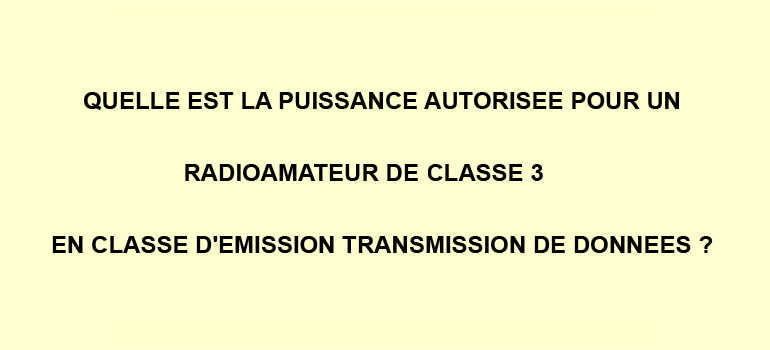 QUELLE EST LA PUISSANCE AUTORISEE POUR UN
RADIOAMATEUR DE CLASSE 3
EN CLASSE D'EMISSION TRANSMISSION DE DONNEES ?